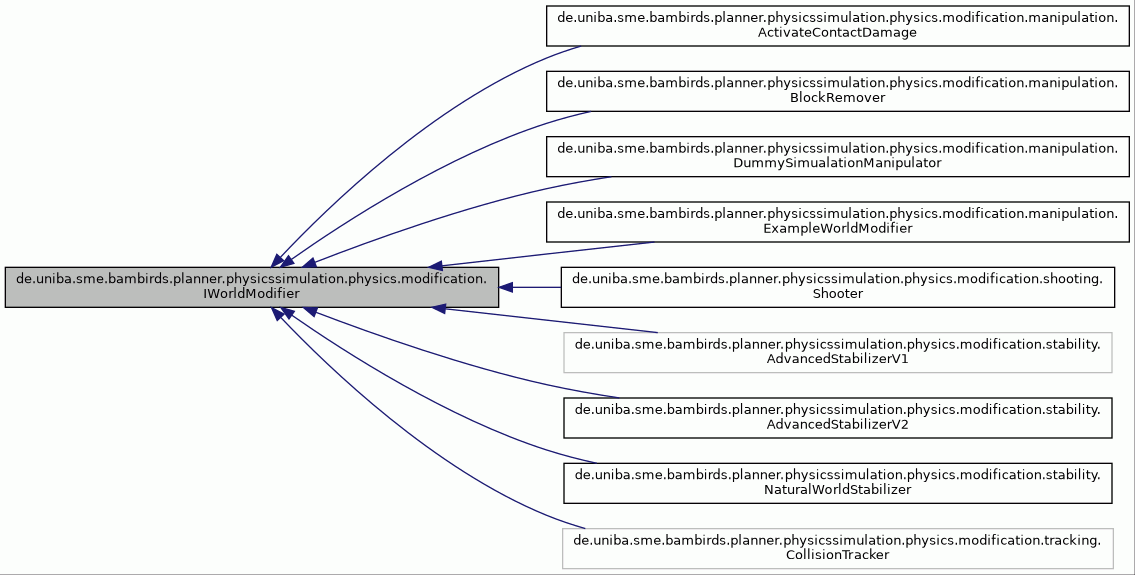 de.uniba.sme.bambirds.planner.physicssimulation.physics.modification.manipulation.
ActivateContactDamage
de.uniba.sme.bambirds.planner.physicssimulation.physics.modification.manipulation.
BlockRemover
de.uniba.sme.bambirds.planner.physicssimulation.physics.modification.manipulation.
DummySimualationManipulator
de.uniba.sme.bambirds.planner.physicssimulation.physics.modification.manipulation.
ExampleWorldModifier
de.uniba.sme.bambirds.planner.physicssimulation.physics.modification.
IWorldModifier
de.uniba.sme.bambirds.planner.physicssimulation.physics.modification.shooting.
Shooter
de.uniba.sme.bambirds.planner.physicssimulation.physics.modification.stability.
AdvancedStabilizerV1
de.uniba.sme.bambirds.planner.physicssimulation.physics.modification.stability.
AdvancedStabilizerV2
de.uniba.sme.bambirds.planner.physicssimulation.physics.modification.stability.
NaturalWorldStabilizer
de.uniba.sme.bambirds.planner.physicssimulation.physics.modification.tracking.
CollisionTracker